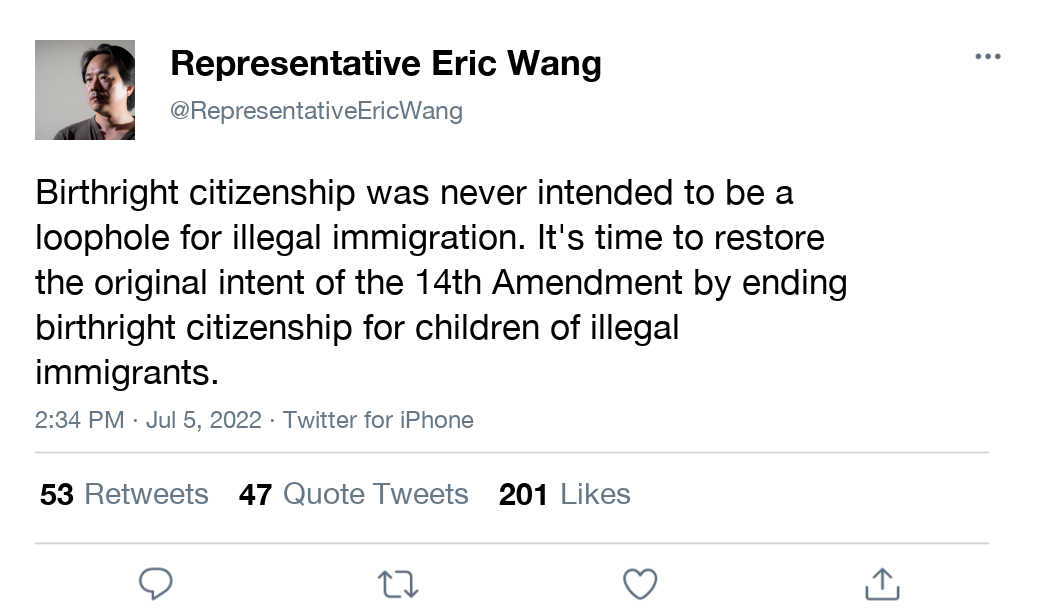 Representative Eric Wang
@RepresentativeEricWang
Birthright citizenship was never intended to be a
loophole for illegal immigration. It's time to restore
the original intent of the 14th Amendment by ending
birthright citizenship for children of illegal
immigrants.
2:34 PM · Jul 5, 2022 · Twitter for iPhone
53 Retweets 47 Quote Tweets 201 Likes